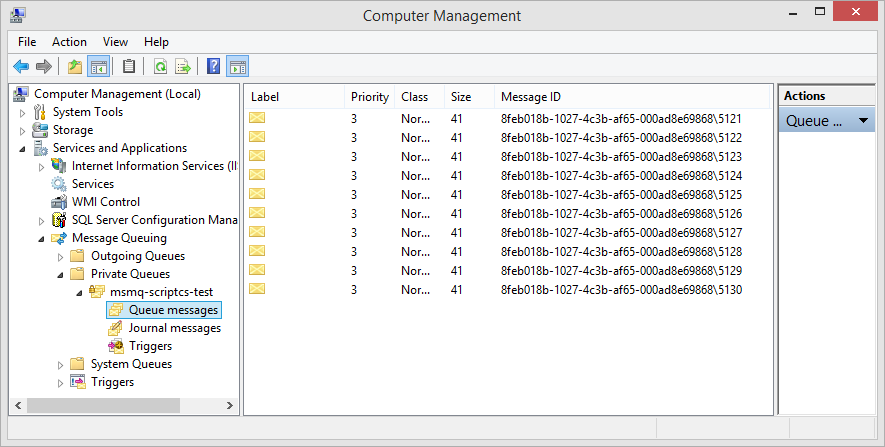 Computer Management
File Action View Help
Computer Management (Local)
System Tools
Storage
Services and Applications
Internet Information Services (II
Services
WMI Control
SQL Server Configuration Mana
Message Queuing
Outgoing Queues
Private Queues
msmq-scriptcs-test
Queue messages
Journal messages
Triggers
System Queues
Triggers
Label Priority Class Size Message ID
3 Nor... 41 8feb018b-1027-4c3b-af65-000ad8e69868\5121
3 Nor... 41 8feb018b-1027-4c3b-af65-000ad8e69868\5122
3 Nor... 41 8feb018b-1027-4c3b-af65-000ad8e69868\5123
3 Nor... 41 8feb018b-1027-4c3b-af65-000ad8e69868\5124
3 Nor... 41 8feb018b-1027-4c3b-af65-000ad8e69868\5125
3 Nor... 41 8feb018b-1027-4c3b-af65-000ad8e69868\5126
3 Nor... 41 8feb018b-1027-4c3b-af65-000ad8e69868\5127
3 Nor... 41 8feb018b-1027-4c3b-af65-000ad8e69868\5128
3 Nor... 41 8feb018b-1027-4c3b-af65-000ad8e69868\5129
3 Nor... 41 8feb018b-1027-4c3b-af65-000ad8e69868\5130
Actions
Queue ...